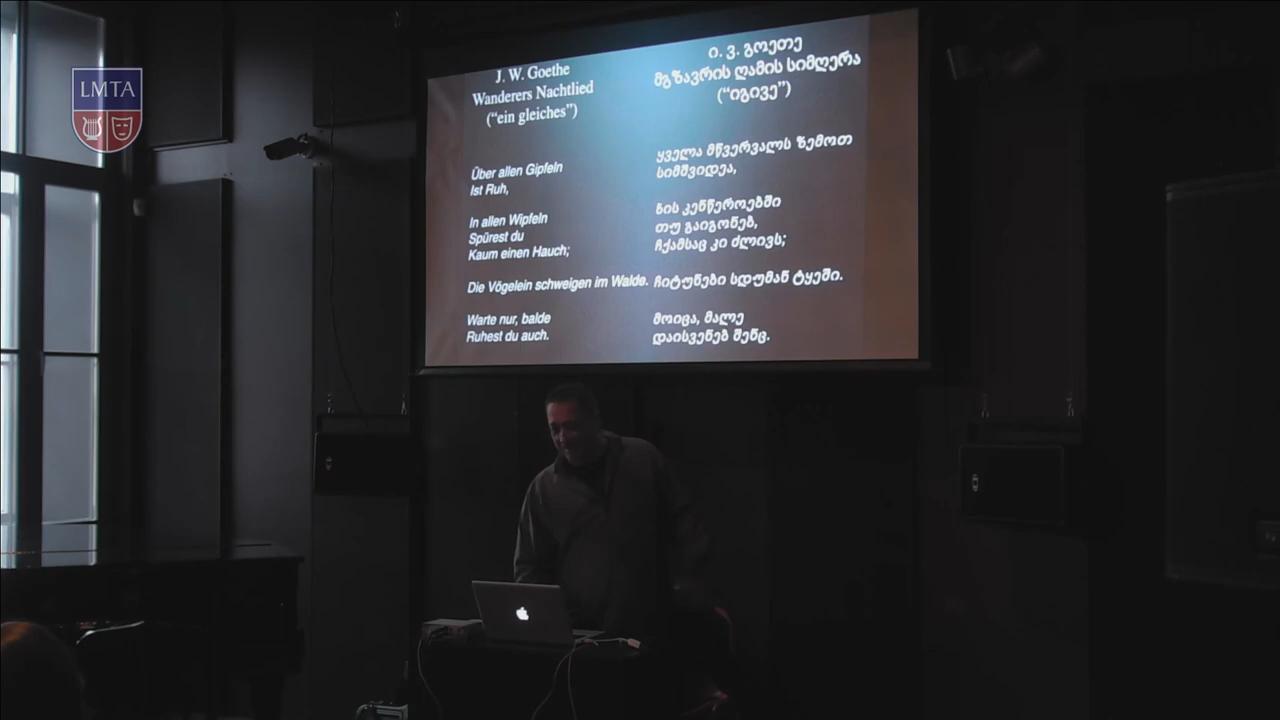 LMTA
J. W. Goethe
Wanderers Nachtlied
(“ein gleiches”)
Über allen Gipfeln
Ist Ruh,
In allen Wipfeln
Spürest du
Kaum einen Hauch;
Die Vögelein schweigen im Walde.
Warte nur, balde
Ruhest du auch.
ი. ვ. გოეთე
მგზავრის ღამის სიმღერა
(“იგივე”)
ყველა მწვერვალს ზემოთ
სიმშვიდეა,
ხის კენწეროებში
თუ გაიგონებ,
ჩქამსაც კი ძლივს;
ჩიტუნები სდუმან ტყეში.
მოიცა, მალე
დაისვენებ შენც.